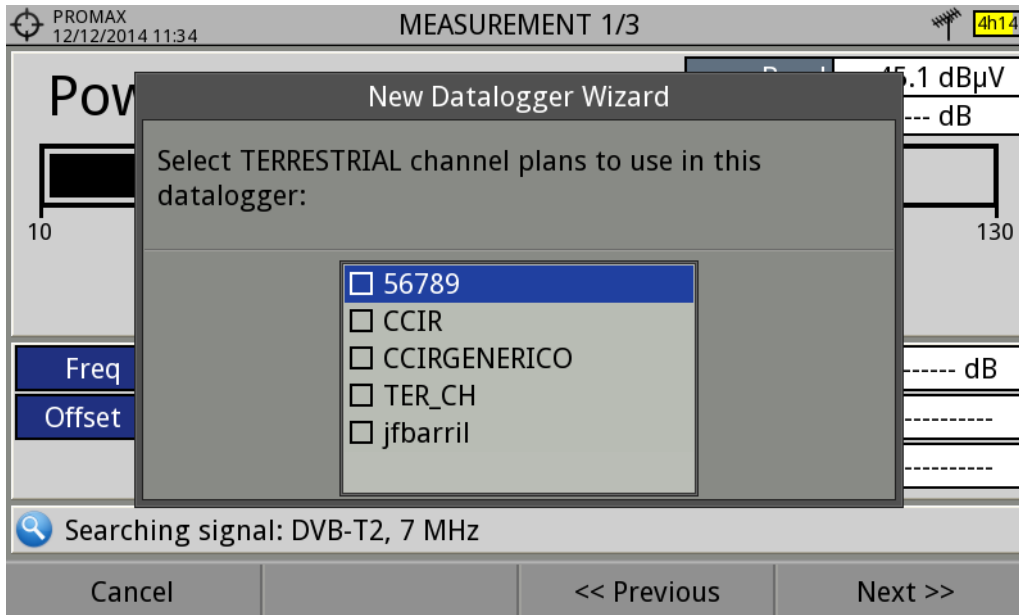 PROMAX
12/12/2014 11:34
MEASUREMENT 1/3
4h14
45.1 dBµV
--- dB
10
130
New Datalogger Wizard
Select TERRESTRIAL channel plans to use in this
datalogger:
56789
CCIR
CCIRGENERICO
TER_CH
jfbarril
Freq
------ dB
Offset
----------
----------
Searching signal: DVB-T2, 7 MHz
Cancel
<< Previous
Next >>